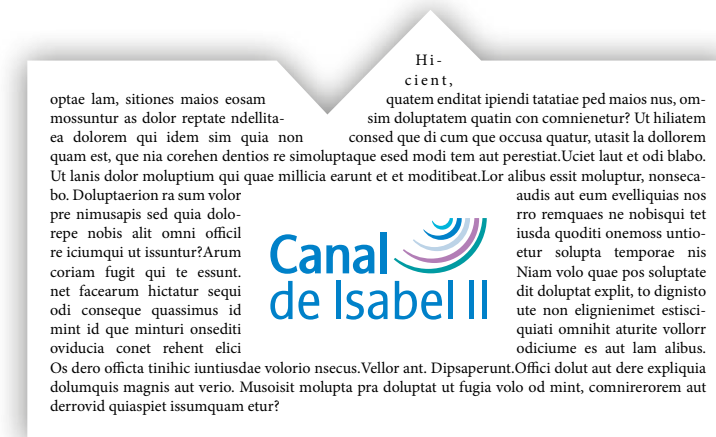 Hi-
cient,
optae lam, sitiones maios eosam quatem enditat ipiendi tatatiae ped maios nus, om-
mossuntur as dolor reptate ndellita- sim doluptatem quatin con comnienetur? Ut hiliatem
ea dolorem qui idem sim quia non consed que di cum que occusa quatur, utasit la dollorem
quam est, que nia corehen dentios re simoluptaque esed modi tem aut perestiat.Uciet laut et odi blabo.
Ut lanis dolor moluptium qui quae millicia earunt et et moditibeat.Lor alibus essit moluptur, nonseca-
bo. Doluptaerion ra sum volor audis aut eum evelliquias nos
pre nimusapis sed quia dolo- rro remquaes ne nobisqui tet
repe nobis alit omni officil iusda quoditi onemoss untio-
re iciumqui ut issuntur?Arum etur solupta temporae nis
coriam fugit qui te essunt. Niam volo quae pos soluptate
net facearum hictatur sequi dit doluptat explit, to dignisto
odi conseque quassimus id ute non elignienimet estisci-
mint id que minturi onsediti quiati omnihit aturite vollorr
oviducia conet rehent elici odiciume es aut lam alibus.
Canal
de Isabel II
Os dero officta tinihic iuntiusdae volorio nsecus.Vellor ant. Dipsaperunt.Offici dolut aut dere expliquia
dolumquis magnis aut verio. Musoisit molupta pra doluptat ut fugia volo od mint, comnirerorem aut
derrovid quiaspiet issumquam etur?